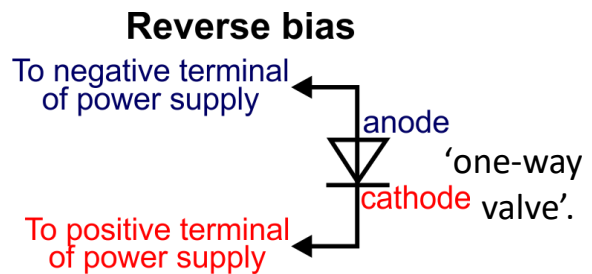 Reverse bias
To negative terminal
of power supply
anode
‘one-way
valve’.
cathode
To positive terminal
of power supply